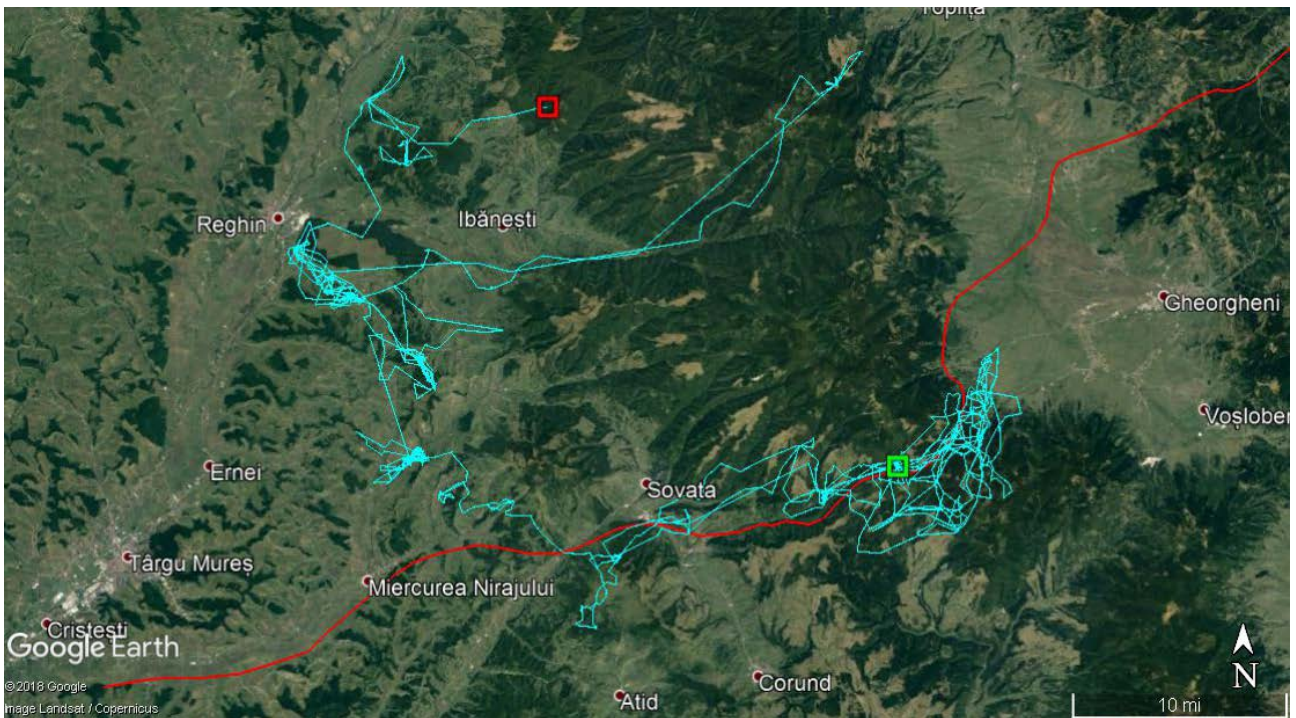 Toplița
Reghin
Ibănești
Gheorgheni
Voșlober
Ernei
Sovata
Târgu Mureș
Miercurea Nirajului
Cristești
Google Earth
N
©2018 Google
Corund
Atid
10 mi
Image Landsat / Copernicus